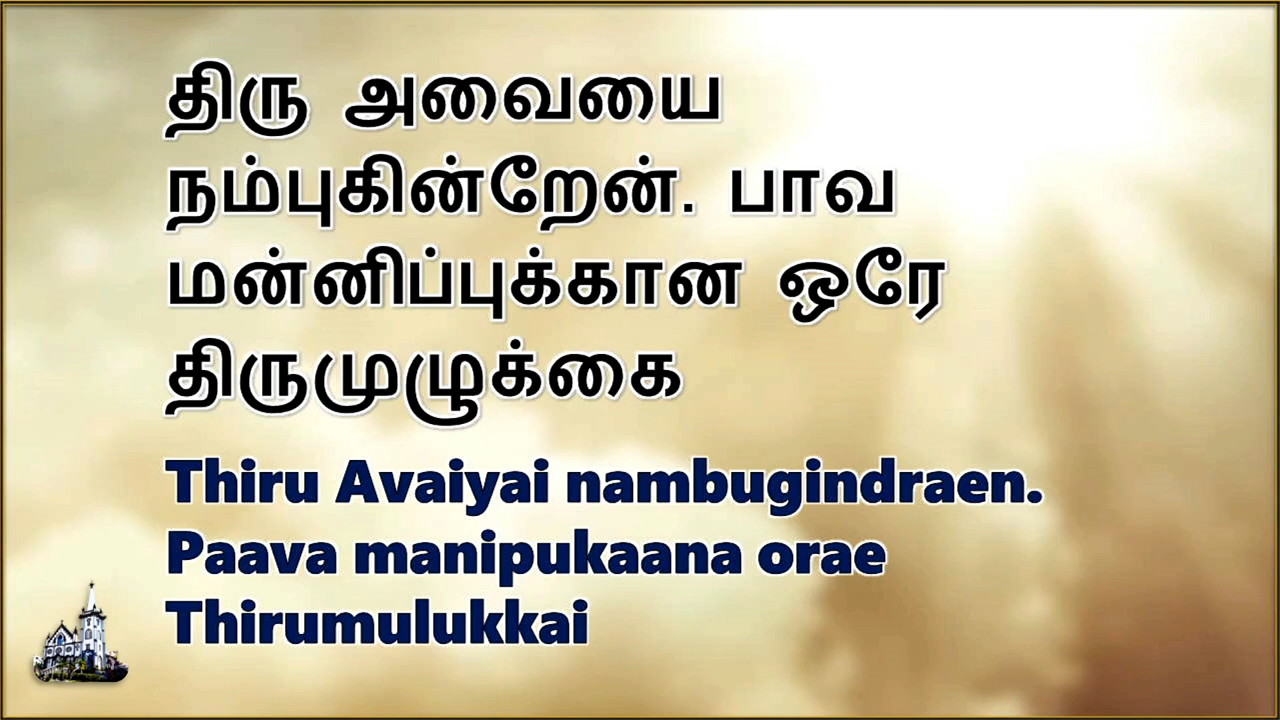 திரு அவையை
நம்புகின்றேன். பாவ
மன்னிப்புக்கான ஒரே
திருமுழுக்கை
Thiru Avaiyai nambugindraen.
Paava manipukaana orae
Thirumulukkai